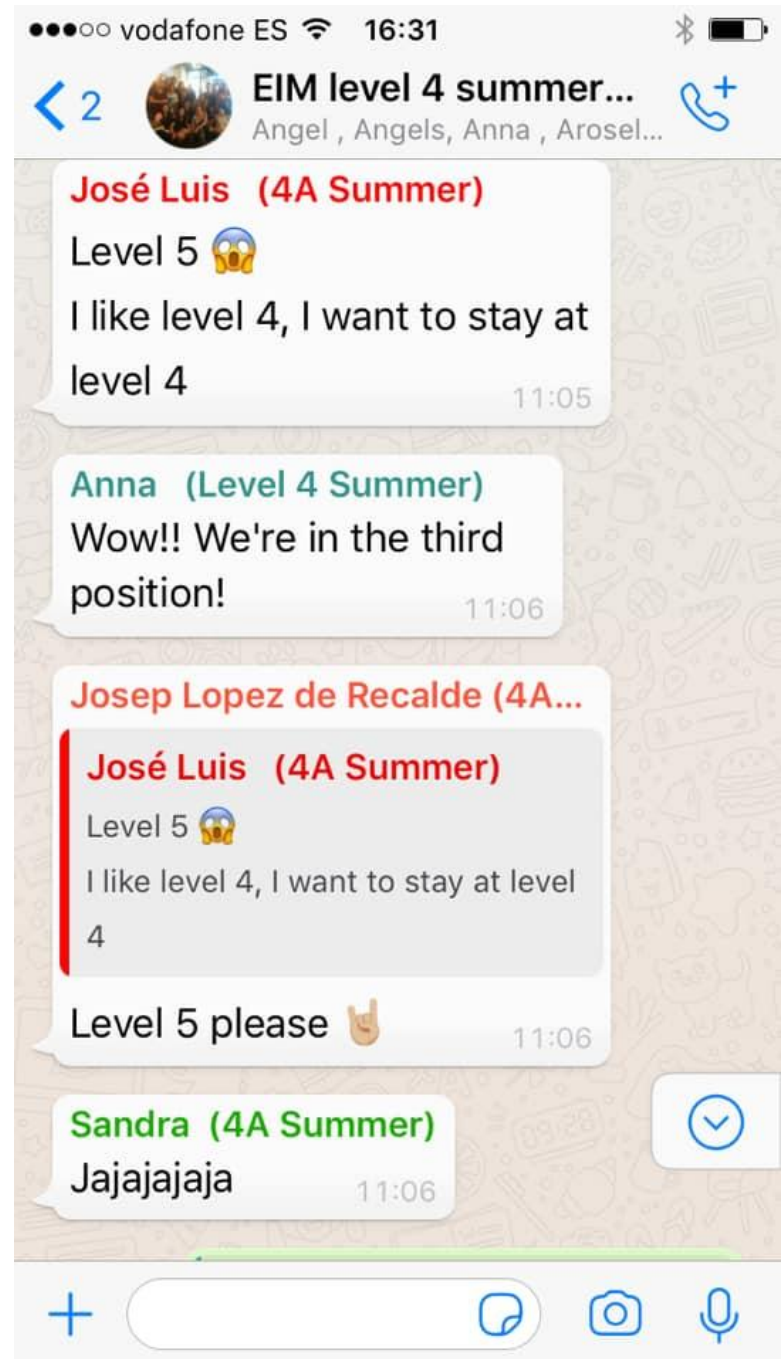 vodafone ES 16:31
2 EIM level 4 summer...
Angel , Angels, Anna , Arosel...
José Luis (4A Summer)
Level 5 😱
I like level 4, I want to stay at
level 4
11:05
Anna (Level 4 Summer)
Wow!! We're in the third
position!
11:06
Josep Lopez de Recalde (4A...
José Luis (4A Summer)
Level 5 😱
I like level 4, I want to stay at level
4
Level 5 please 🤘🏼
11:06
Sandra (4A Summer)
Jajajajaja
11:06